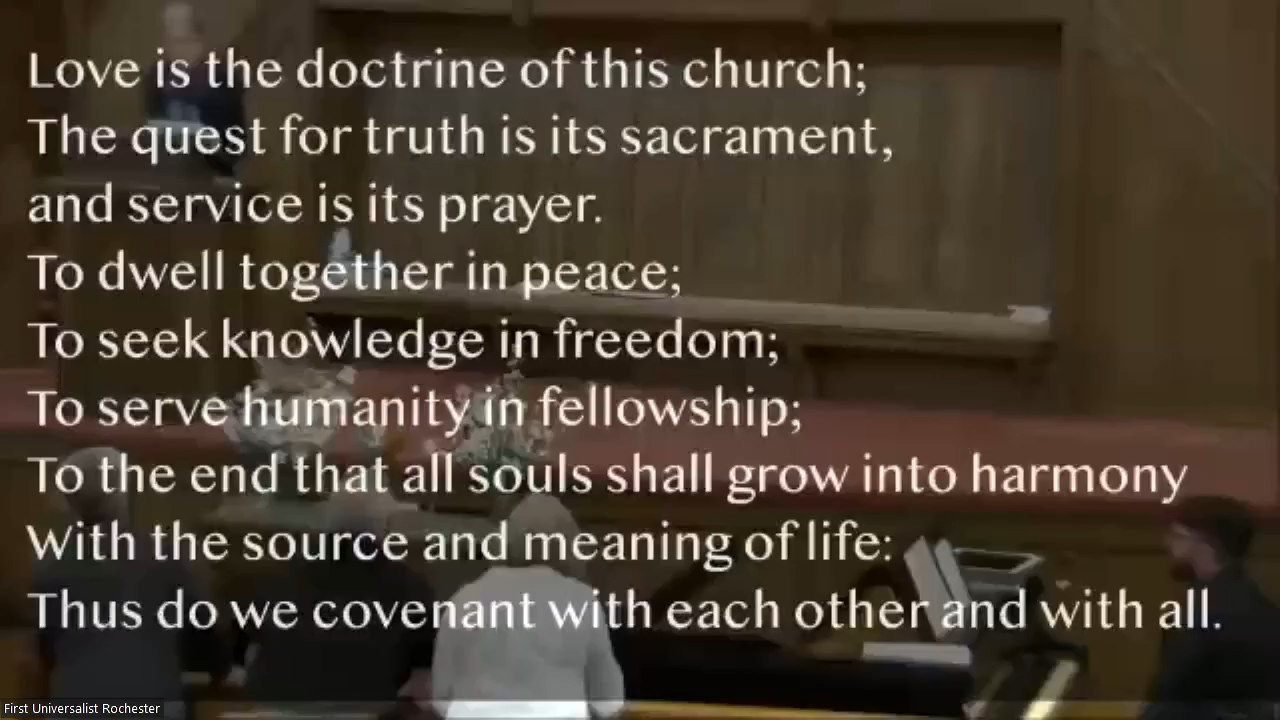 Love is the doctrine of this church;
The quest for truth is its sacrament,
and service is its prayer.
To dwell together in peace;
To seek knowledge in freedom;
To serve humanity in fellowship;
To the end that all souls shall grow into harmony
With the source and meaning of life:
Thus do we covenant with each other and with all.
First Universalist Rochester